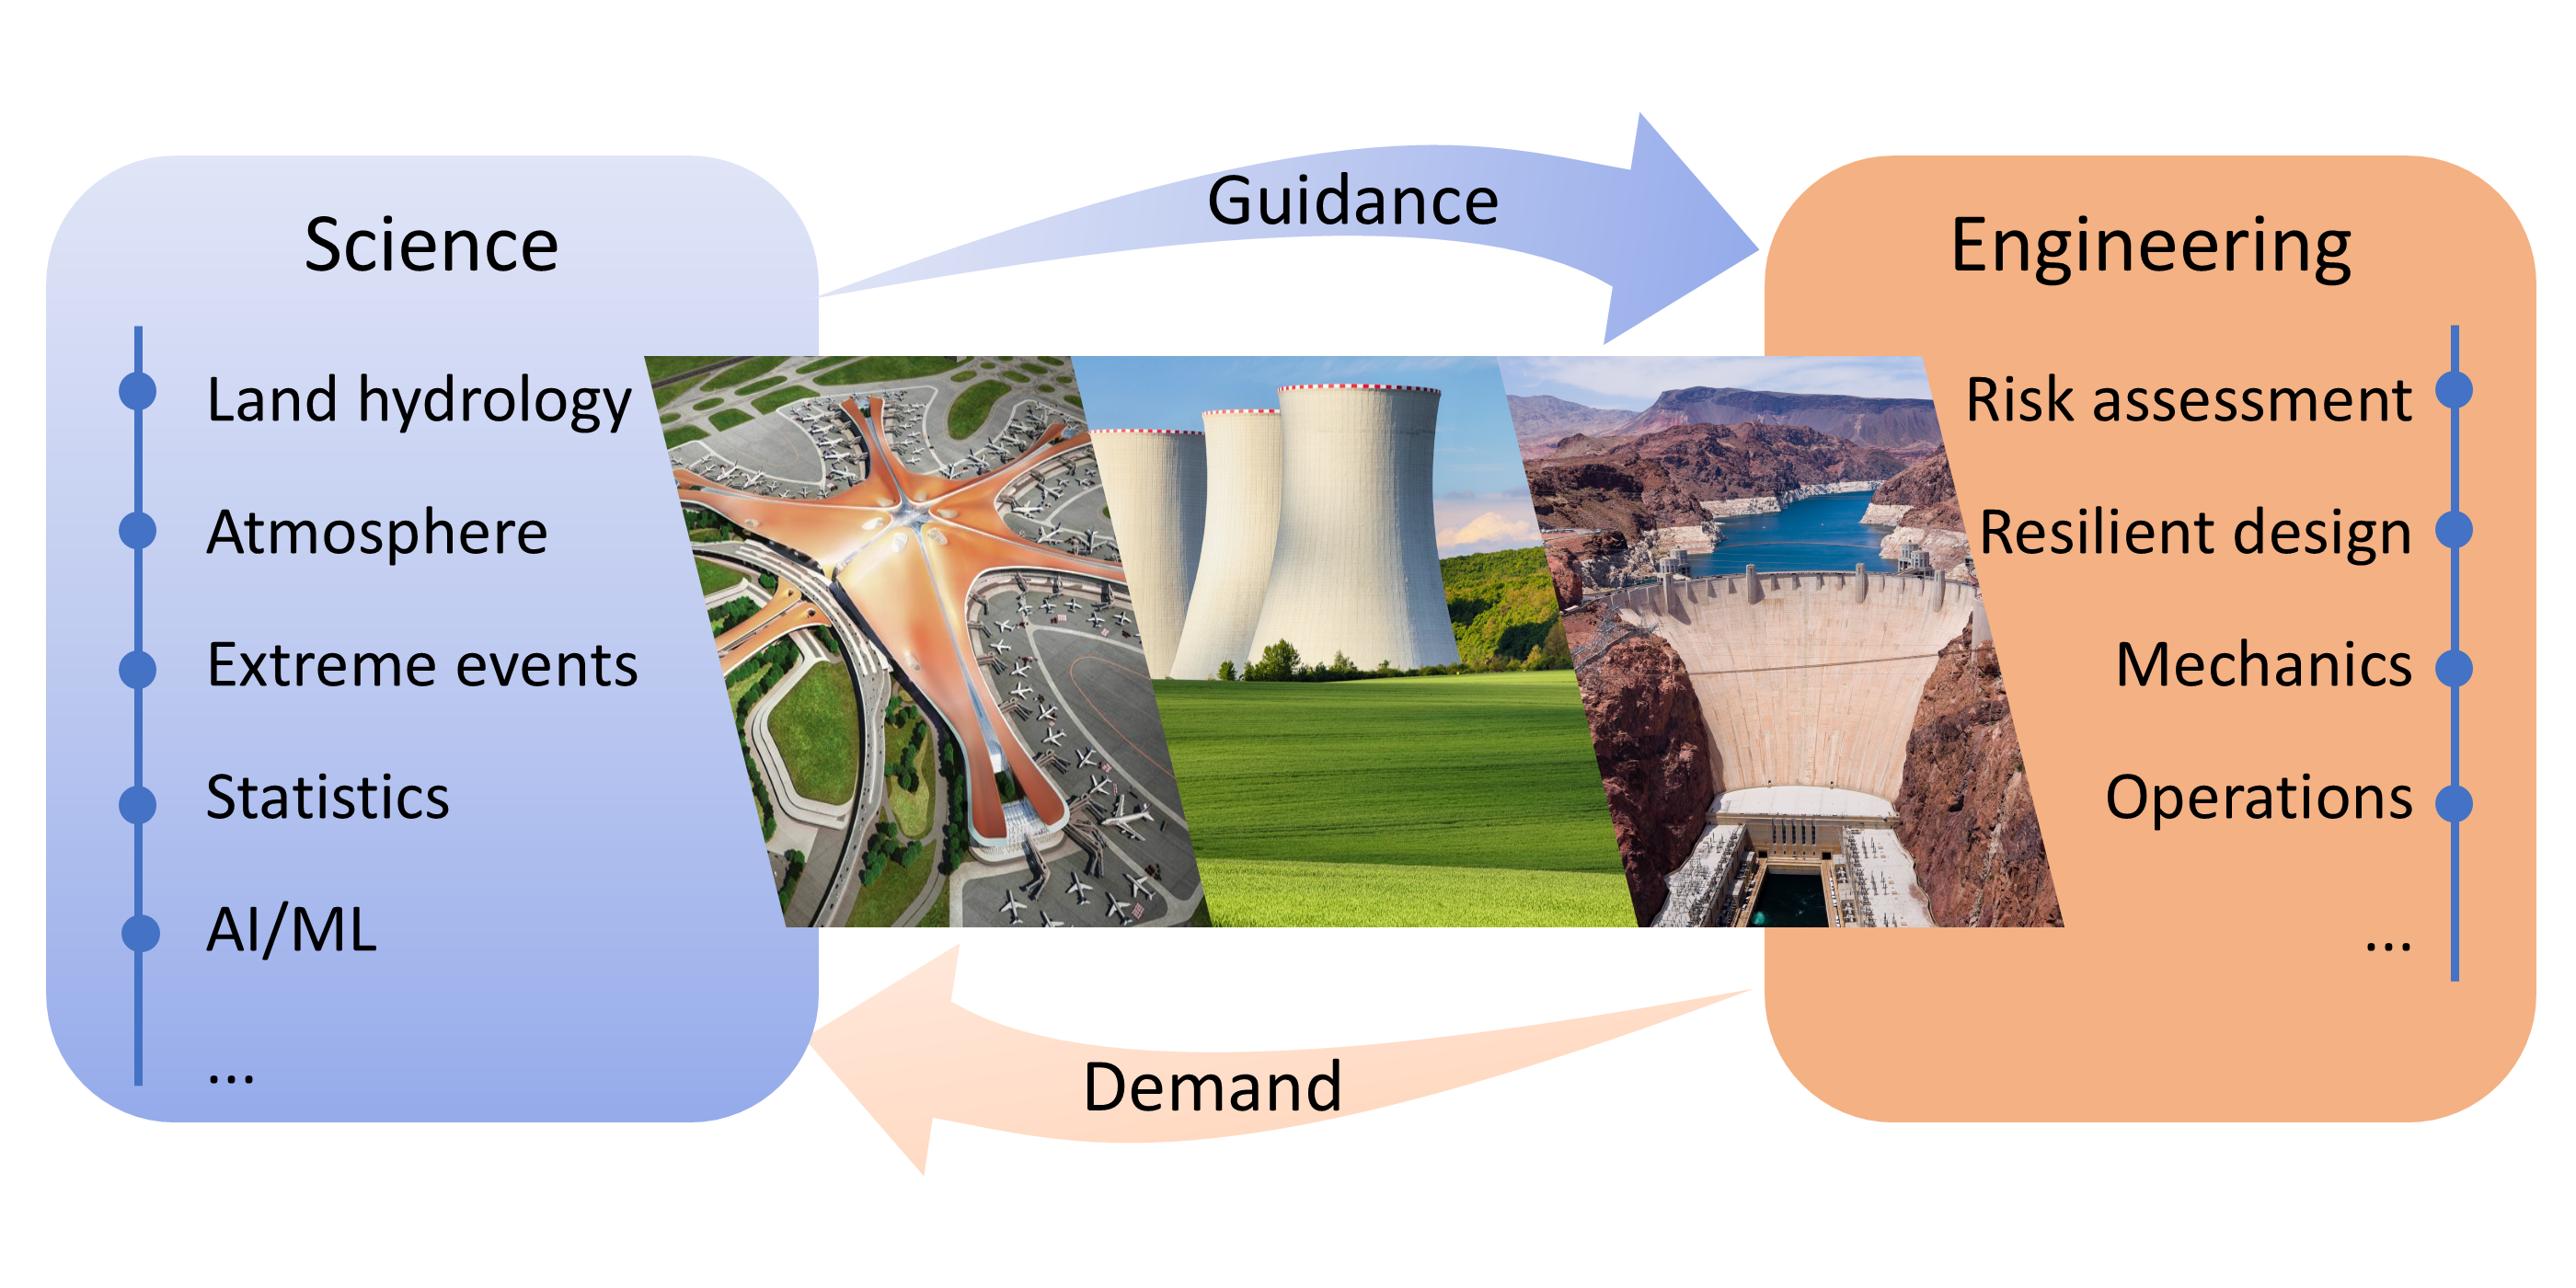 Science
Land hydrology
Atmosphere
Extreme events
Statistics
AI/ML
...
Guidance
Demand
Engineering
Risk assessment
Resilient design
Mechanics
Operations
...